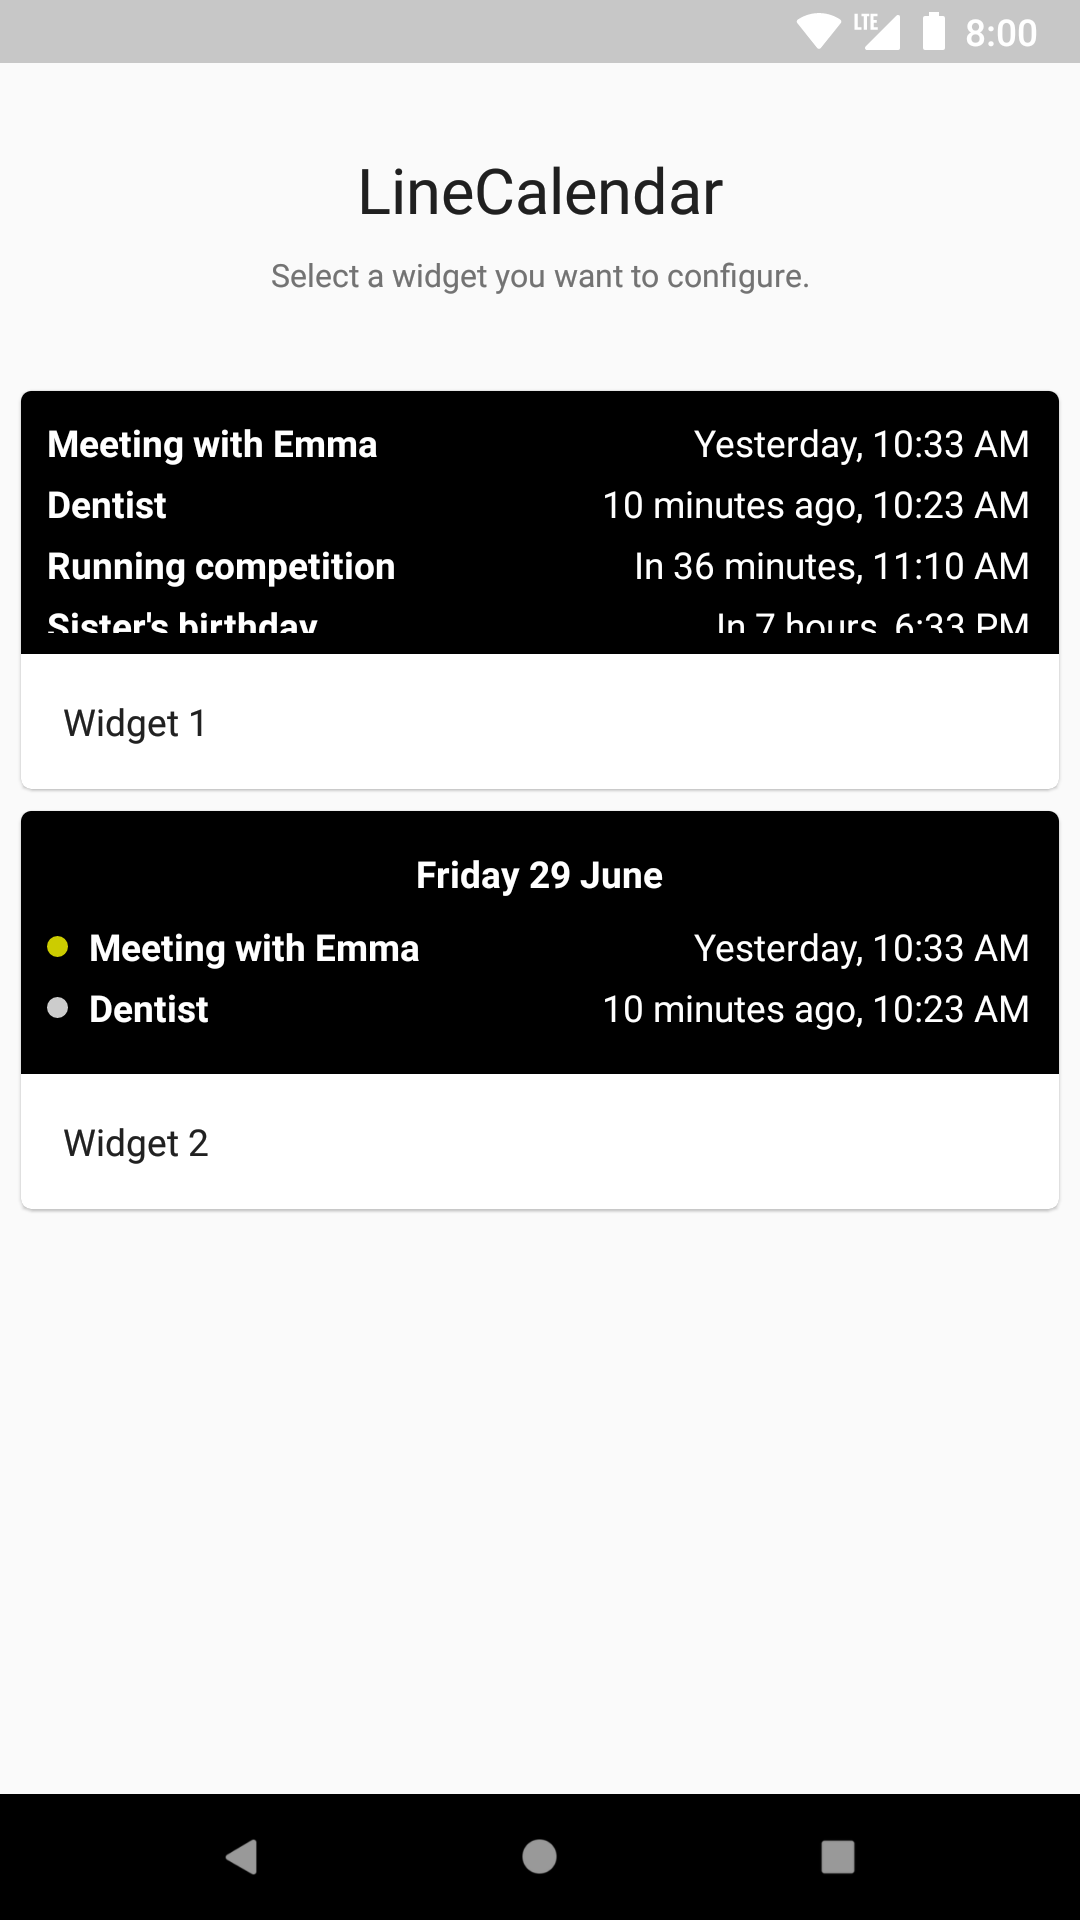 LTE 8:00
LineCalendar
Select a widget you want to configure.
Meeting with Emma Yesterday, 10:33 AM
Dentist 10 minutes ago, 10:23 AM
Running competition In 36 minutes, 11:10 AM
Sister's birthday In 7 hours, 6:33 PM
Widget 1
Friday 29 June
Meeting with Emma Yesterday, 10:33 AM
Dentist 10 minutes ago, 10:23 AM
Widget 2